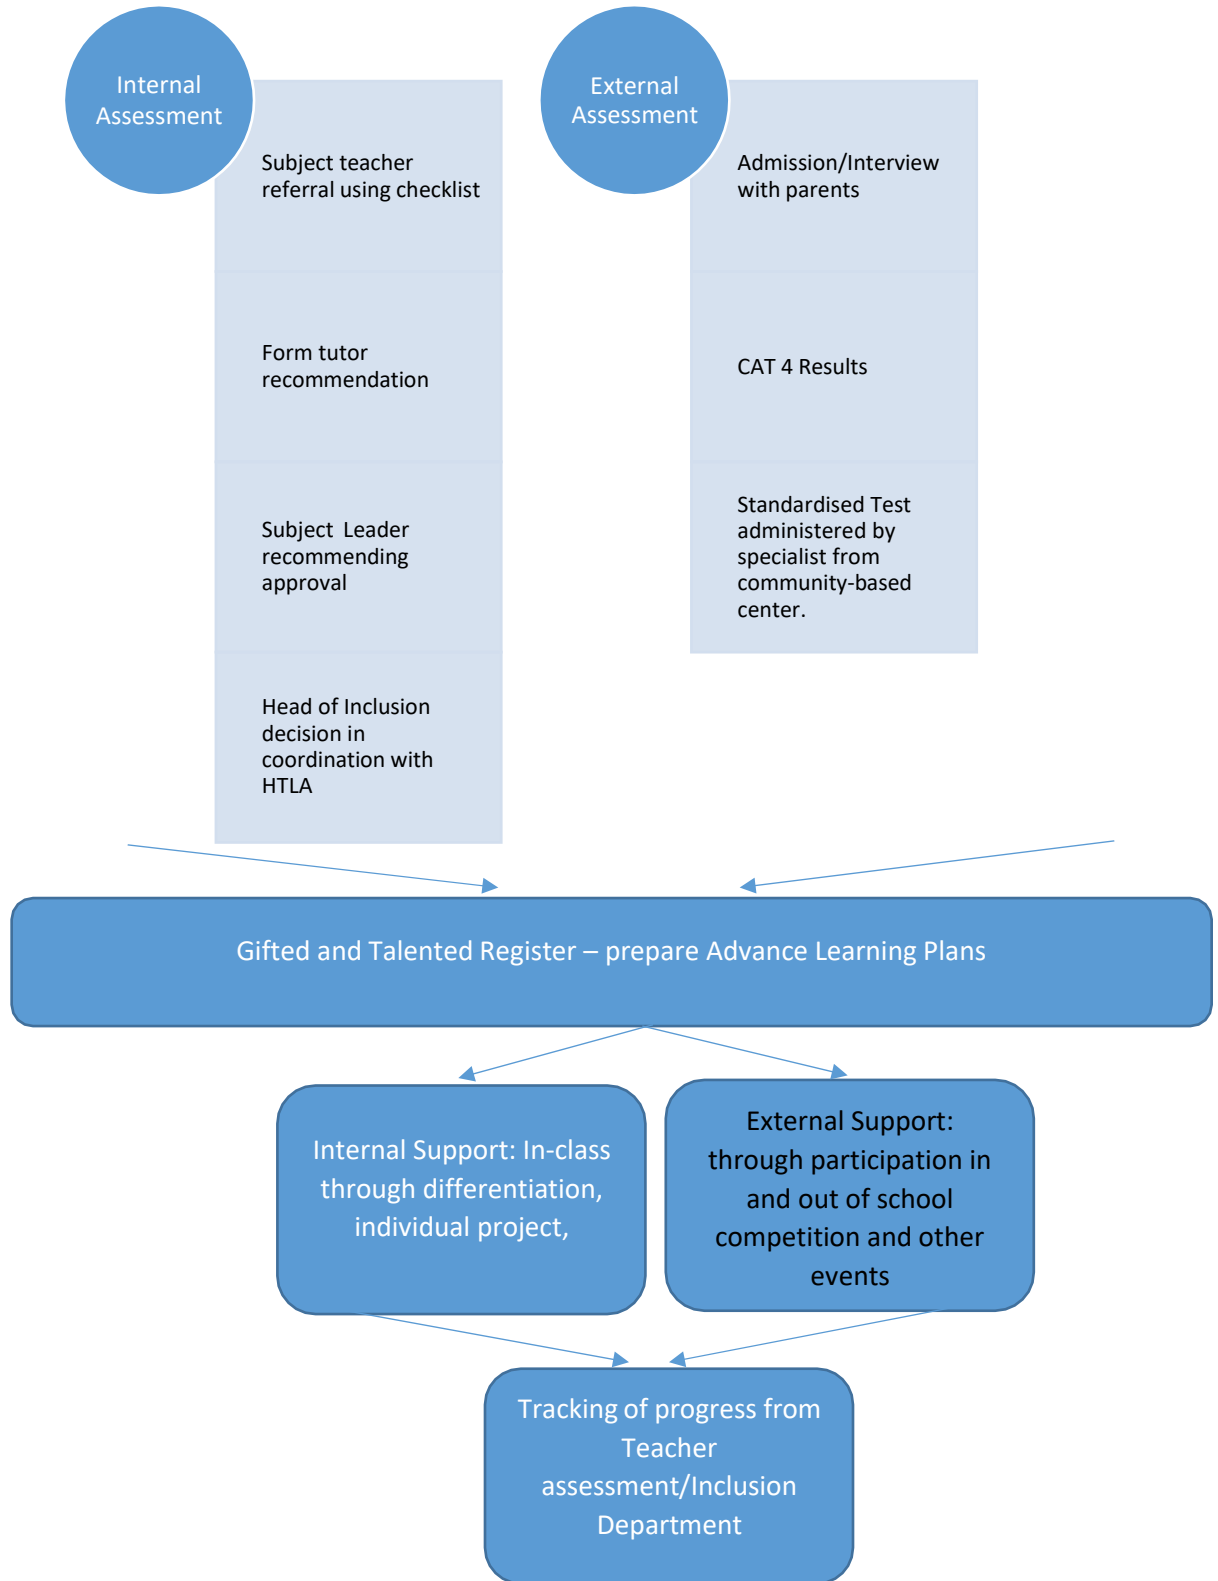 Internal
Assessment
Subject teacher
referral using checklist
Form tutor
recommendation
Subject Leader
recommending
approval
Head of Inclusion
decision in
coordination with
HTLA
External
Assessment
Admission/Interview
with parents
CAT 4 Results
Standardised Test
administered by
specialist from
community-based
center.
Gifted and Talented Register – prepare Advance Learning Plans
Internal Support: In-class
through differentiation,
individual project,
External Support:
through participation in
and out of school
competition and other
events
Tracking of progress from
Teacher
assessment/Inclusion
Department